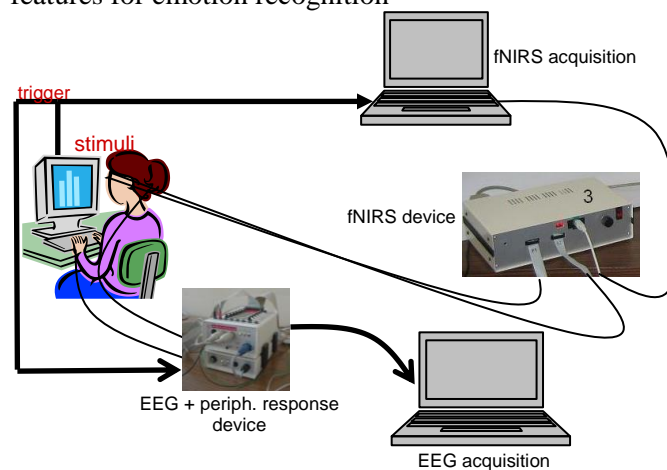 features for emotion recognition
fNIRS acquisition
trigger
stimuli
3
fNIRS device
EEG + periph. response
device
EEG acquisition